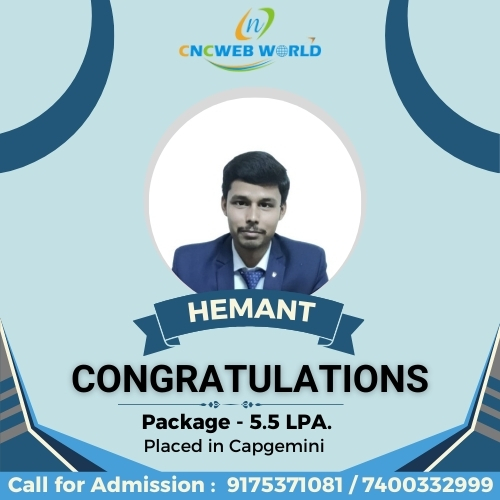 n
CNCWEB WORLD
HEMANT
CONGRATULATIONS
Package - 5.5 LPA.
Placed in Capgemini
Call for Admission : 9175371081 / 7400332999